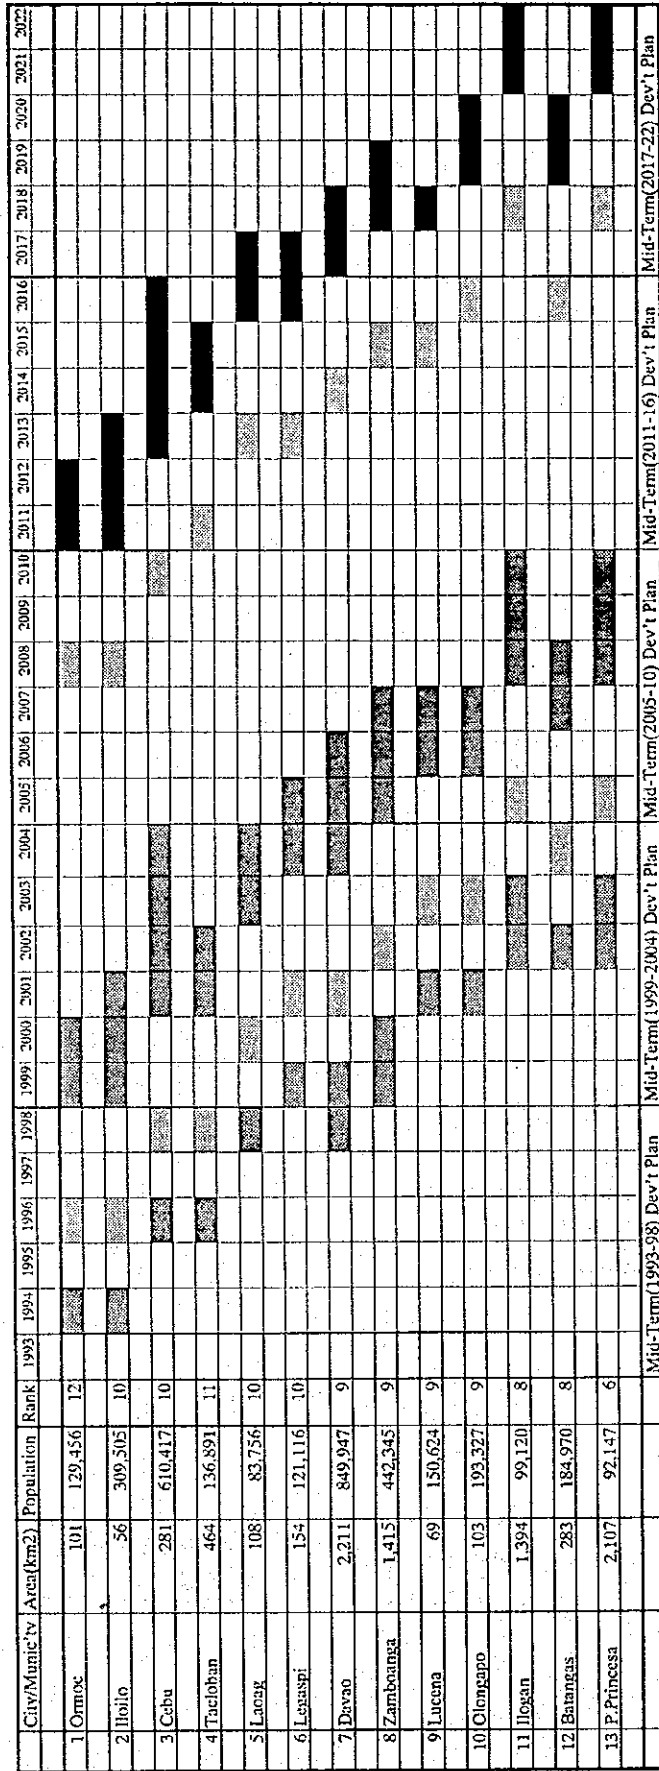 City/Munic'ty Area(km2) Population Rank 1993 1994 1995 1996 1997 1998 1999 2000 2001 2002 2003 2004 2005 2006 2007 2008 2009 2010 2011 2012 2013 2014 2015 2016 2017 2018 2019 2020 2021 2022
1 Ormoc 101 129,456 12
2 Iloilo 56 309,505 10
3 Cebu 281 610,417 10
4 Tacloban 464 136,891 11
5 Laoag 108 83,756 10
6 Legaspi 154 121,116 10
7 Davao 2,211 849,947 9
8 Zamboanga 1,415 442,345 9
9 Lucena 69 150,624 9
10 Olongapo 103 193,327 9
11 Ilogan 1,394 99,120 8
12 Batangas 283 184,970 8
13 P.Princesa 2,107 92,147 6
Mid-Term(1993-98) Dev't Plan Mid-Term(1999-2004) Dev't Plan Mid-Term(2005-10) Dev't Plan Mid-Term(2011-16) Dev't Plan Mid-Term(2017-22) Dev't Plan